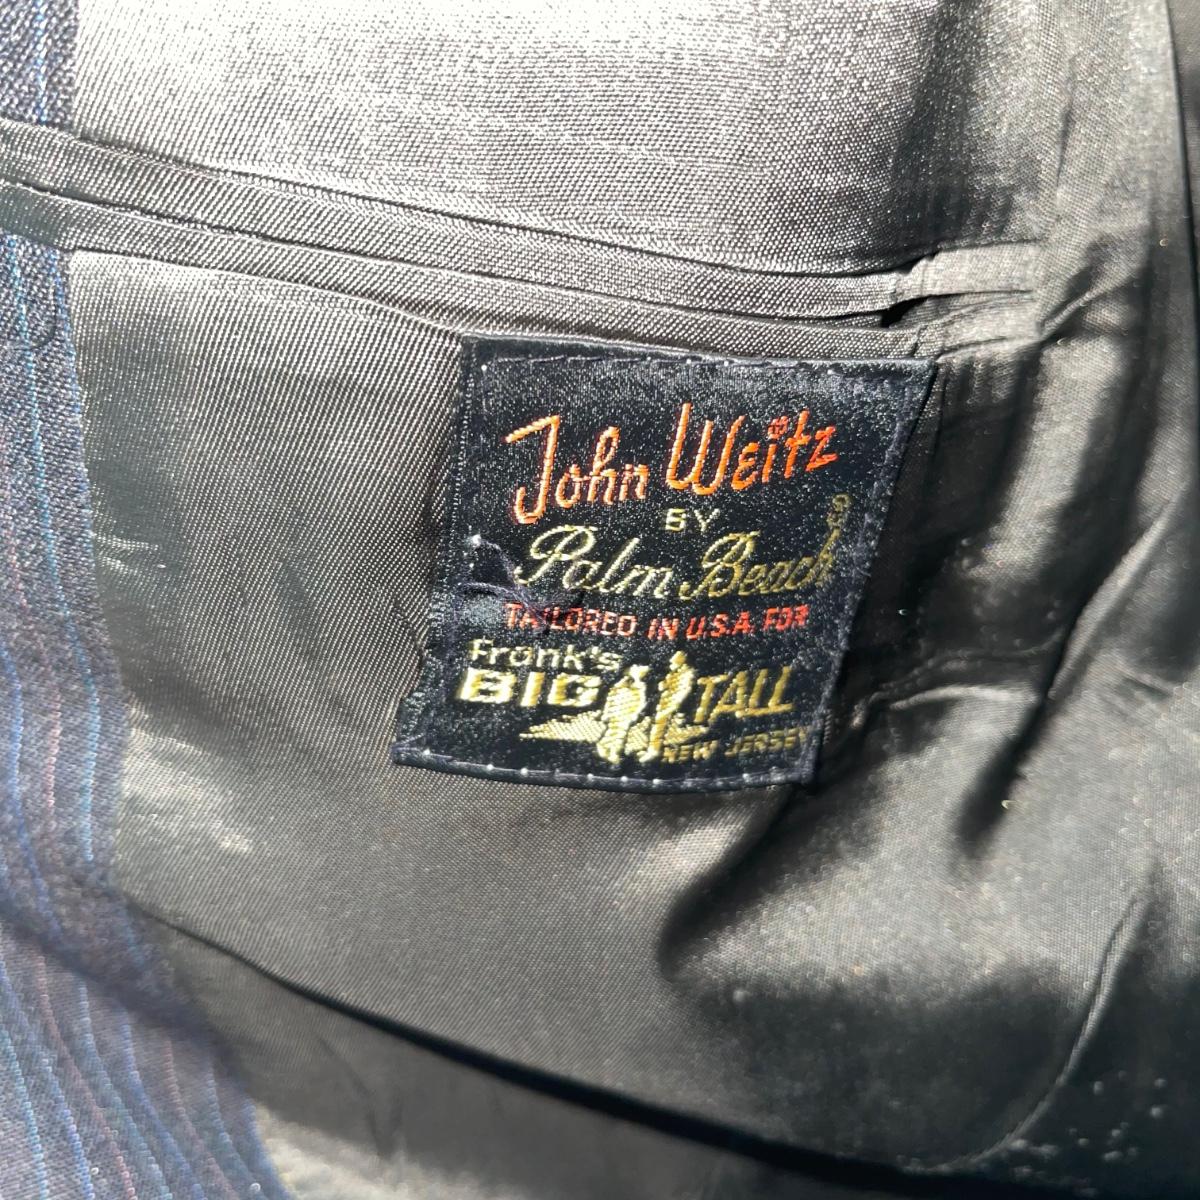 John Weitz
BY
Palm Beach
TAILORED IN U.S.A. FOR
Frank's
BIG TALL
NEW JERSEY